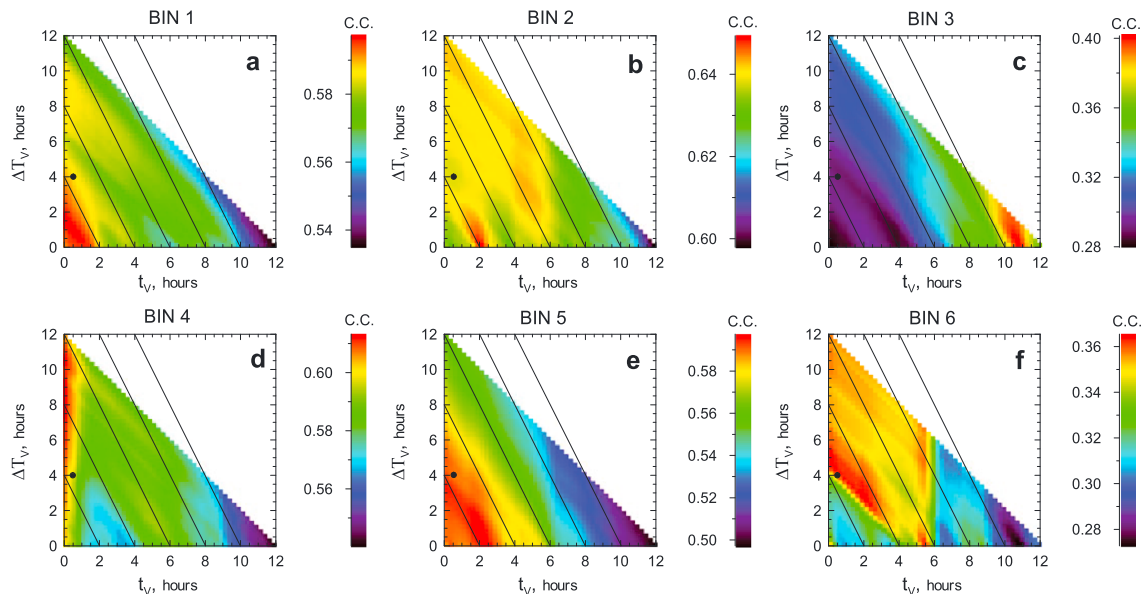 BIN 1
BIN 2
BIN 3
C.C.
C.C.
C.C.
a
b
c
12
10
8
6
4
2
0
0 2 4 6 8 10 12
ΔT_V, hours
t_V, hours
0.58
0.56
0.54
12
10
8
6
4
2
0
0 2 4 6 8 10 12
ΔT_V, hours
t_V, hours
0.64
0.62
0.60
12
10
8
6
4
2
0
0 2 4 6 8 10 12
ΔT_V, hours
t_V, hours
0.40
0.36
0.32
0.28
BIN 4
BIN 5
BIN 6
C.C.
C.C.
C.C.
d
e
f
12
10
8
6
4
2
0
0 2 4 6 8 10 12
ΔT_V, hours
t_V, hours
0.60
0.58
0.56
12
10
8
6
4
2
0
0 2 4 6 8 10 12
ΔT_V, hours
t_V, hours
0.58
0.56
0.54
0.52
0.50
12
10
8
6
4
2
0
0 2 4 6 8 10 12
ΔT_V, hours
t_V, hours
0.36
0.34
0.33
0.32
0.30
0.28